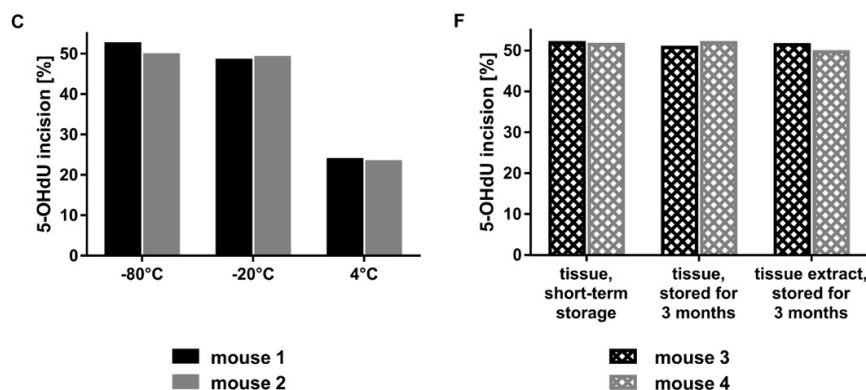 C
5-OHdU incision [%]
50
40
30
20
10
0
-80°C -20°C 4°C
mouse 1
mouse 2
F
5-OHdU incision [%]
50
40
30
20
10
0
tissue, short-term storage
tissue, stored for 3 months
tissue extract, stored for 3 months
mouse 3
mouse 4